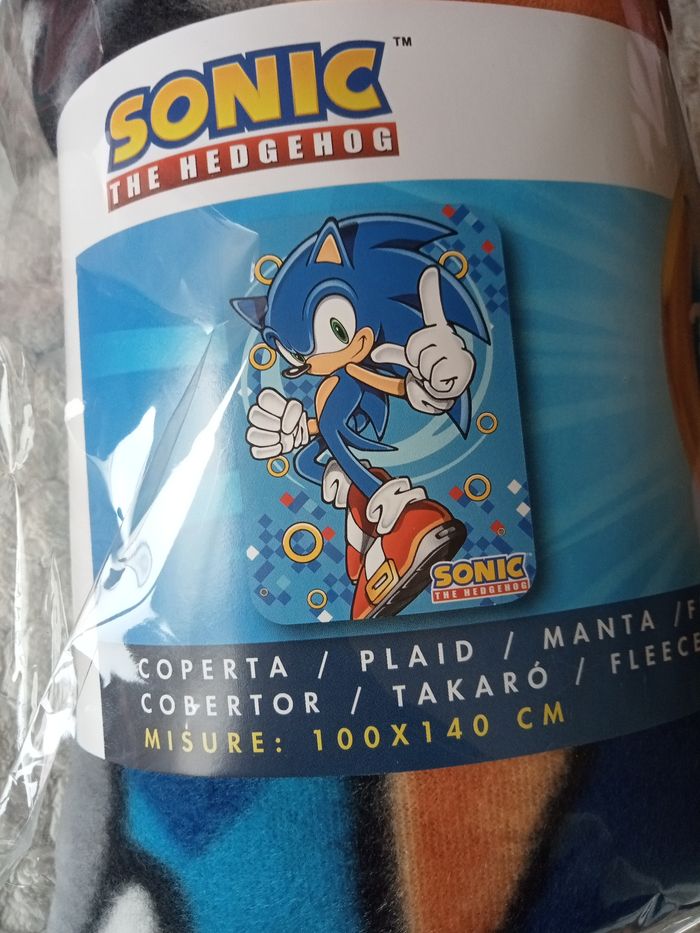 SONIC™
THE HEDGEHOG
SONIC
THE HEDGEHOG
COPERTA / PLAID / MANTA /
COBERTOR / TAKARÓ / FLEECE
MISURE: 100X140 CM